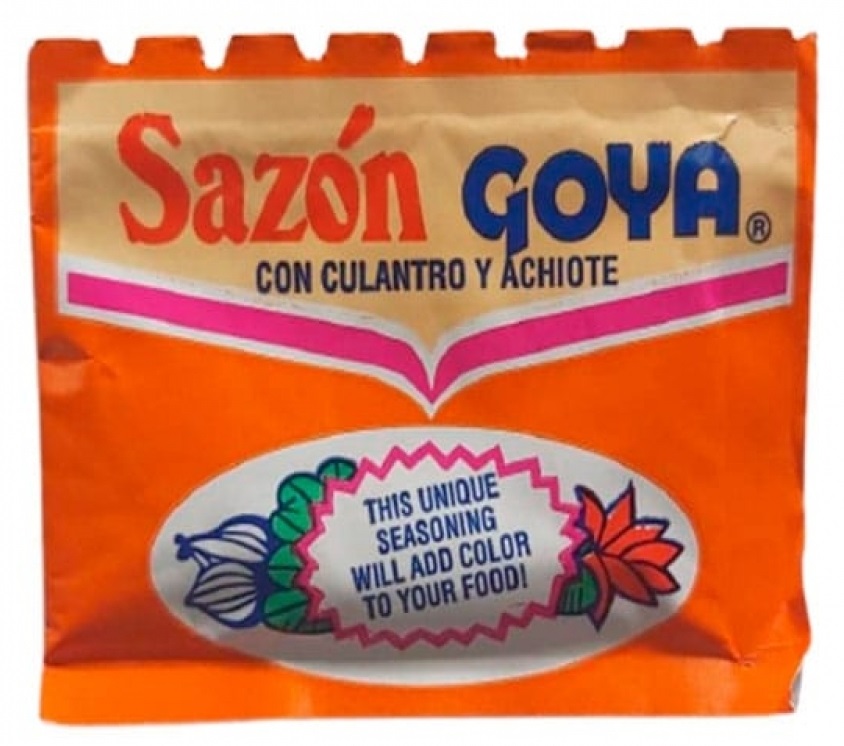 Sazón GOYA®
CON CULANTRO Y ACHIOTE
THIS UNIQUE
SEASONING
WILL ADD COLOR
TO YOUR FOOD!